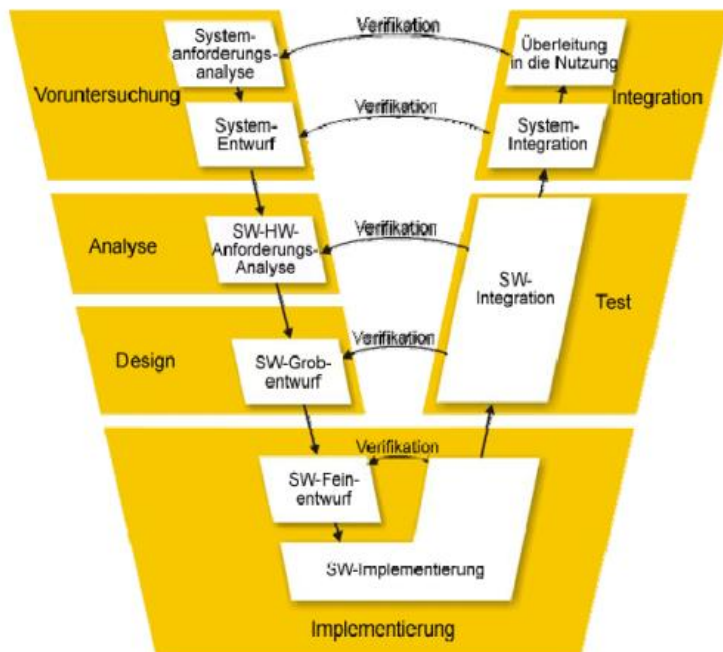 Verifikation
System-
anforderungs-
analyse
Überleitung
in die Nutzung
Voruntersuchung
Integration
Verifikation
System-
Entwurf
System-
Integration
Verifikation
SW-HW-
Anforderungs-
Analyse
Analyse
SW-
Integration
Test
Verifikation
Design
SW-Grob-
entwurf
Verifikation
SW-Fein-
entwurf
SW-Implementierung
Implementierung